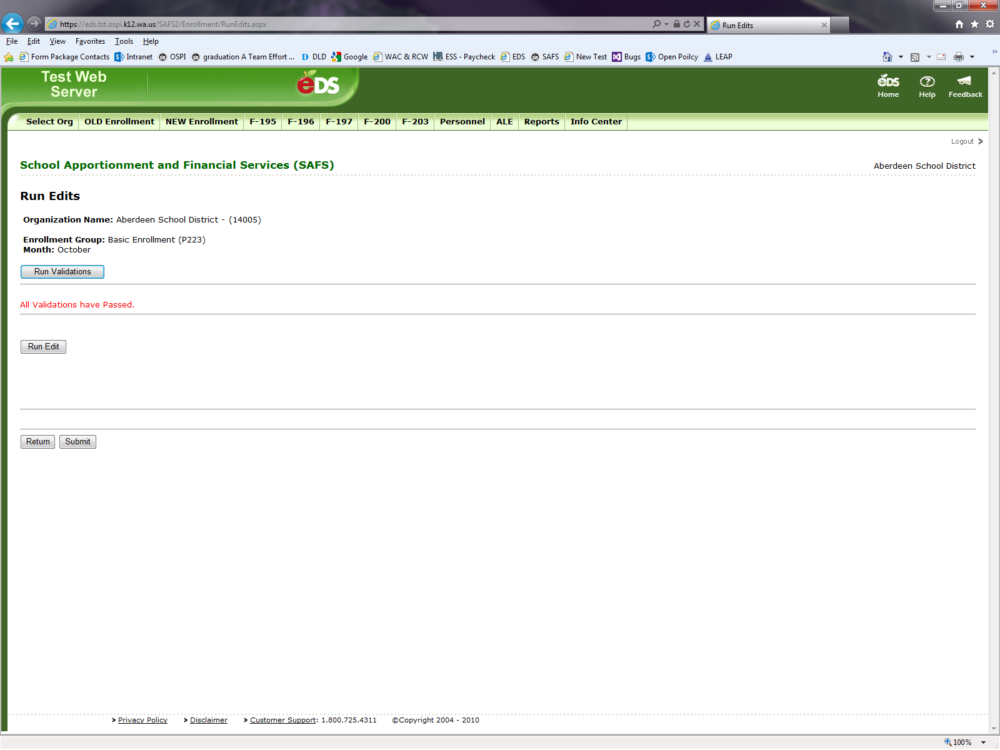 https://eds.tst.ospi.k12.wa.us/SAFS2/Enrollment/RunEdits.aspx
Run Edits
File Edit View Favorites Tools Help
Form Package Contacts Intranet OSPI graduation A Team Effort ... DLD Google WAC & RCW ESS - Paycheck EDS SAFS New Test Bugs Open Poilcy LEAP
Test Web
Server
eDS
eDS
Home Help Feedback
Select Org OLD Enrollment NEW Enrollment F-195 F-196 F-197 F-200 F-203 Personnel ALE Reports Info Center
Logout
School Apportionment and Financial Services (SAFS)
Aberdeen School District
Run Edits
Organization Name: Aberdeen School District - (14005)
Enrollment Group: Basic Enrollment (P223)
Month: October
Run Validations
All Validations have Passed.
Run Edit
Return Submit
Privacy Policy Disclaimer Customer Support: 1.800.725.4311 ©Copyright 2004 - 2010
100%